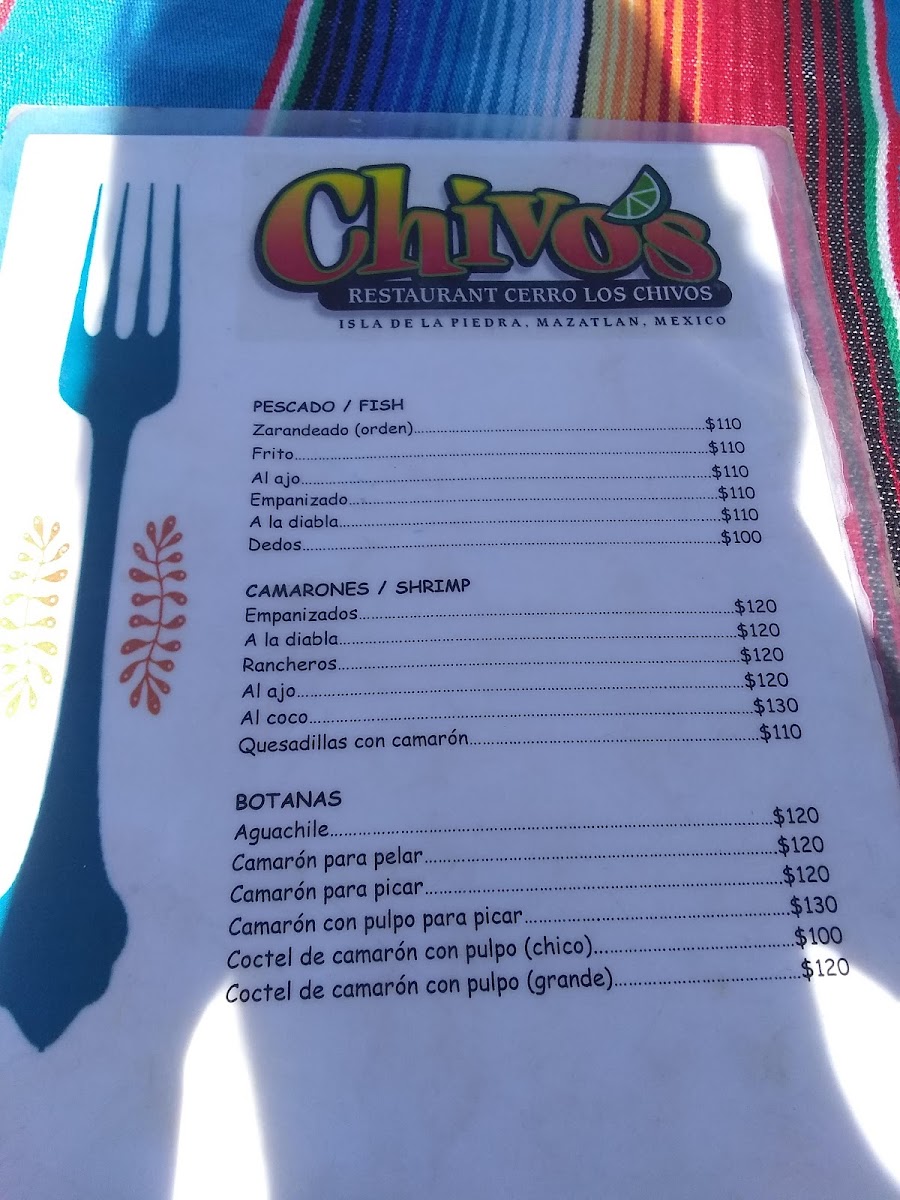 Chivo's
RESTAURANT CERRO LOS CHIVOS
ISLA DE LA PIEDRA, MAZATLAN, MEXICO
PESCADO / FISH
Zarandeado (orden)........................$110
Frito........................$110
Al ajo........................$110
Empanizado........................$110
A la diabla........................$110
Dedos........................$100
CAMARONES / SHRIMP
Empanizados........................$120
A la diabla........................$120
Rancheros........................$120
Al ajo........................$120
Al coco........................$130
Quesadillas con camarón........................$110
BOTANAS
Aguachile........................$120
Camarón para pelar........................$120
Camarón para picar........................$120
Camarón con pulpo para picar........................$130
Coctel de camarón con pulpo (chico)........................$100
Coctel de camarón con pulpo (grande)........................$120